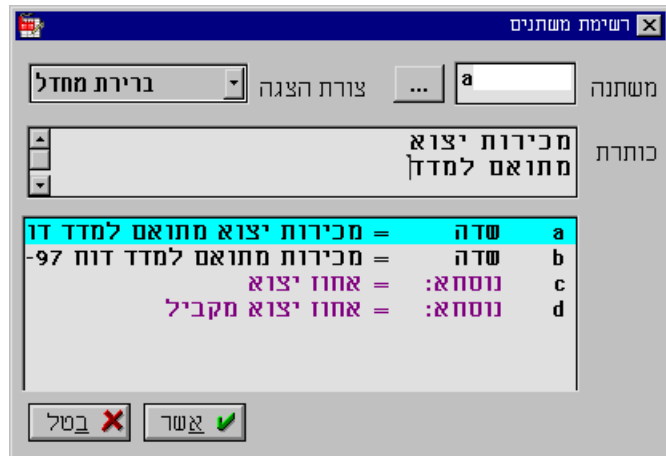 רשימת משתנים
משתנה a ... צורת הצגה ברירת מחדל
כותרת מכירות יצוא
מתואם למדד
a שדה = מכירות יצוא מתואם למדד דו
b שדה = מכירות מתואם למדד דוח 97-
c נוסחא: = אחוז יצוא
d נוסחא: = אחוז יצוא מקביל
אשר בטל